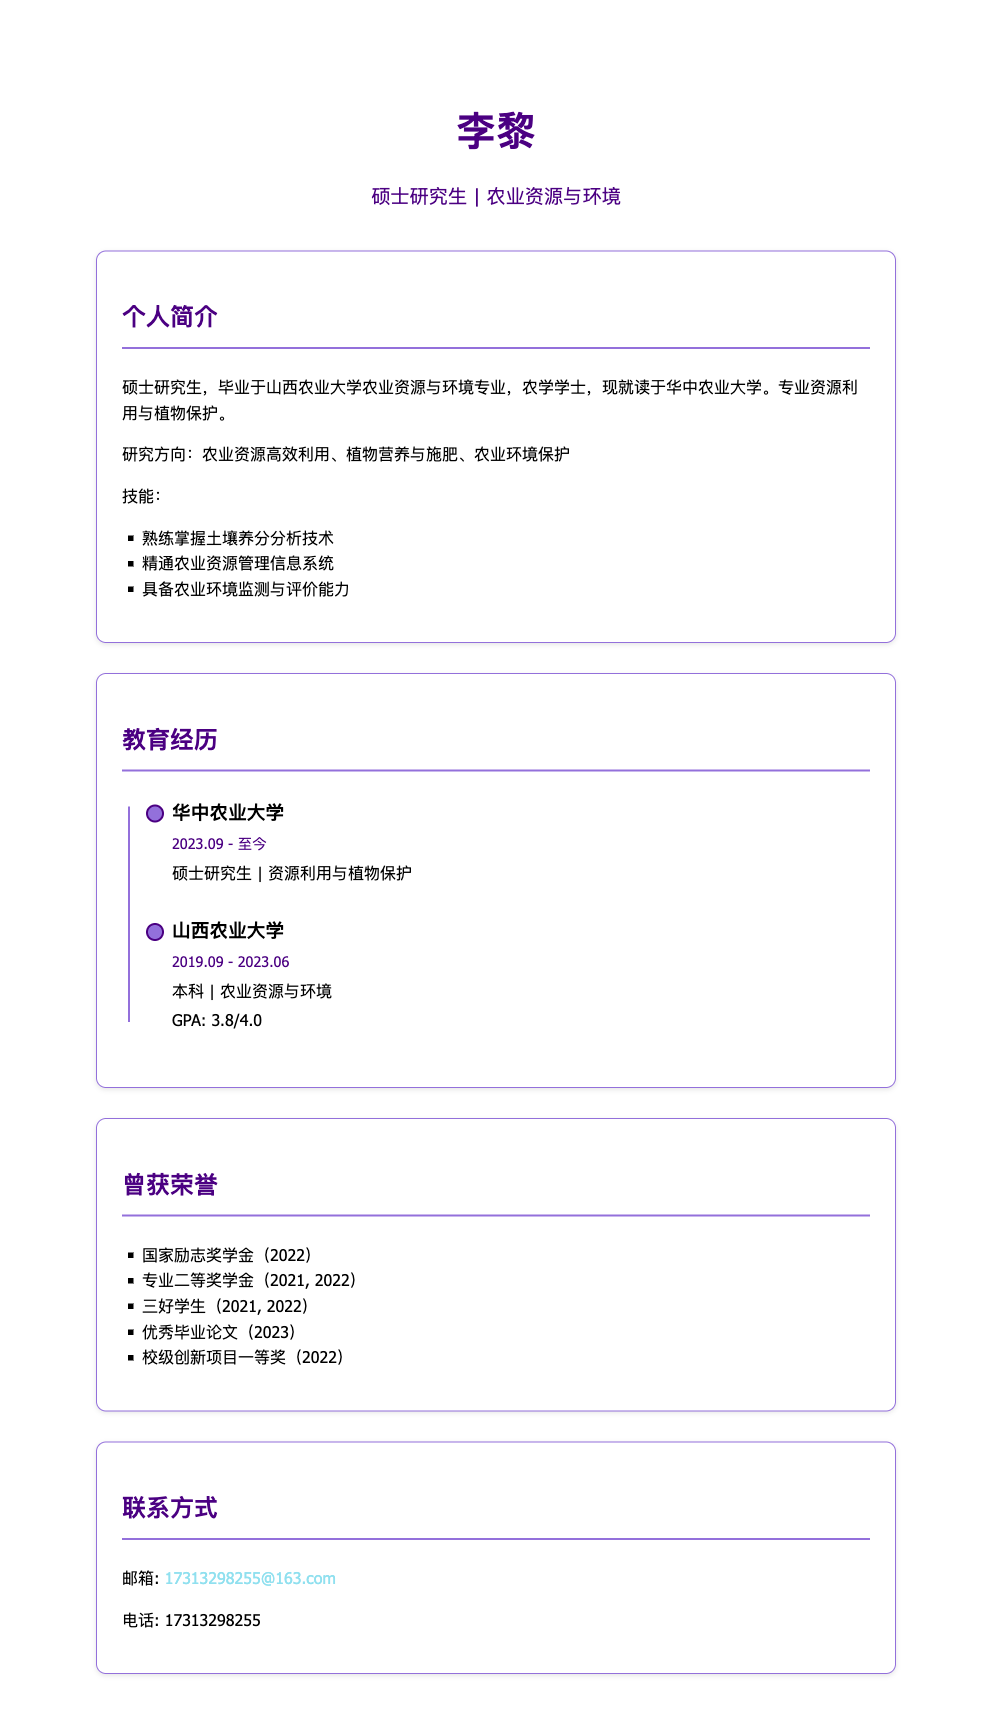 李黎
硕士研究生 | 农业资源与环境
个人简介
硕士研究生，毕业于山西农业大学农业资源与环境专业，农学学士，现就读于华中农业大学。专业资源利
用与植物保护。
研究方向：农业资源高效利用、植物营养与施肥、农业环境保护
技能：
▪ 熟练掌握土壤养分分析技术
▪ 精通农业资源管理信息系统
▪ 具备农业环境监测与评价能力
教育经历
华中农业大学
2023.09 - 至今
硕士研究生 | 资源利用与植物保护
山西农业大学
2019.09 - 2023.06
本科 | 农业资源与环境
GPA: 3.8/4.0
曾获荣誉
▪ 国家励志奖学金（2022）
▪ 专业二等奖学金（2021, 2022）
▪ 三好学生（2021, 2022）
▪ 优秀毕业论文（2023）
▪ 校级创新项目一等奖（2022）
联系方式
邮箱: 17313298255@163.com
电话: 17313298255